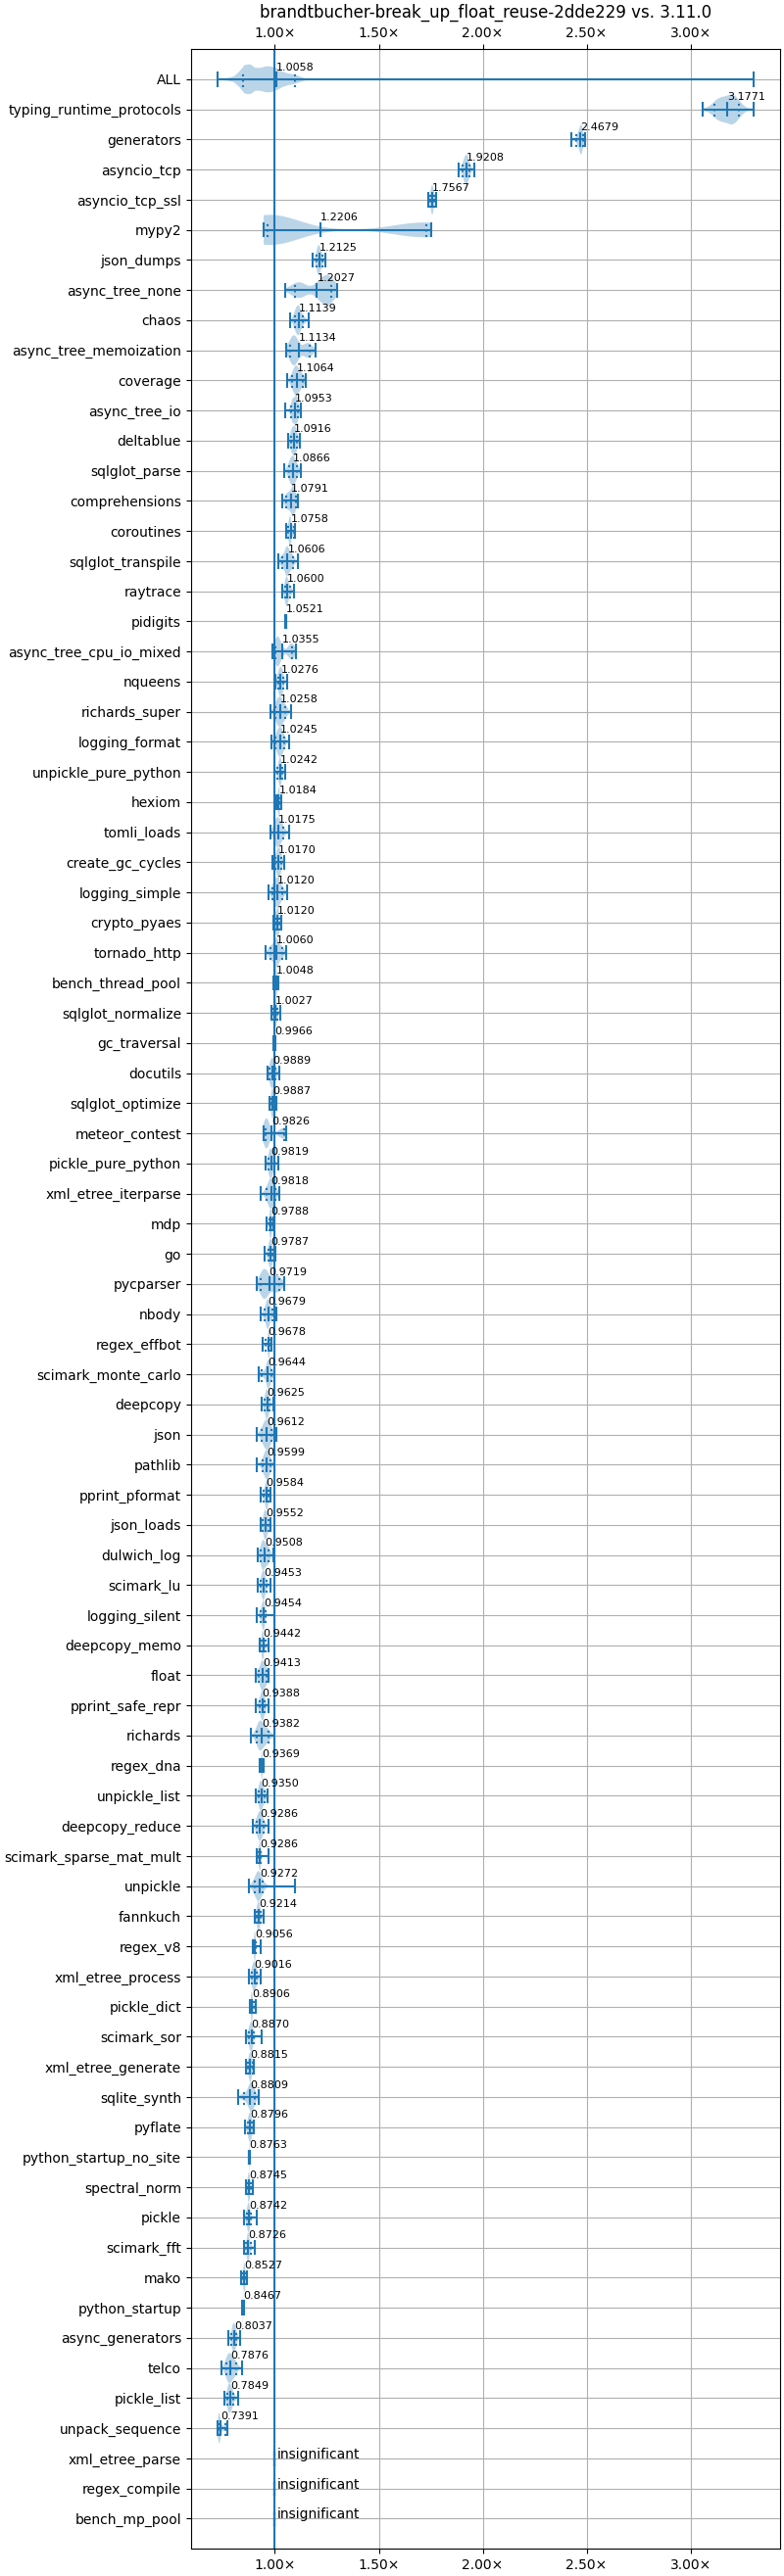 brandtbucher-break_up_float_reuse-2dde229 vs. 3.11.0
1.00× 1.50× 2.00× 2.50× 3.00×
ALL 1.0058
typing_runtime_protocols 3.1771
generators 2.4679
asyncio_tcp 1.9208
asyncio_tcp_ssl 1.7567
mypy2 1.2206
json_dumps 1.2125
async_tree_none 1.2027
chaos 1.1139
async_tree_memoization 1.1134
coverage 1.1064
async_tree_io 1.0953
deltablue 1.0916
sqlglot_parse 1.0866
comprehensions 1.0791
coroutines 1.0758
sqlglot_transpile 1.0606
raytrace 1.0600
pidigits 1.0521
async_tree_cpu_io_mixed 1.0355
nqueens 1.0276
richards_super 1.0258
logging_format 1.0245
unpickle_pure_python 1.0242
hexiom 1.0184
tomli_loads 1.0175
create_gc_cycles 1.0170
logging_simple 1.0120
crypto_pyaes 1.0120
tornado_http 1.0060
bench_thread_pool 1.0048
sqlglot_normalize 1.0027
gc_traversal 0.9966
docutils 0.9889
sqlglot_optimize 0.9887
meteor_contest 0.9826
pickle_pure_python 0.9819
xml_etree_iterparse 0.9818
mdp 0.9788
go 0.9787
pycparser 0.9719
nbody 0.9679
regex_effbot 0.9678
scimark_monte_carlo 0.9644
deepcopy 0.9625
json 0.9612
pathlib 0.9599
pprint_pformat 0.9584
json_loads 0.9552
dulwich_log 0.9508
scimark_lu 0.9453
logging_silent 0.9454
deepcopy_memo 0.9442
float 0.9413
pprint_safe_repr 0.9388
richards 0.9382
regex_dna 0.9369
unpickle_list 0.9350
deepcopy_reduce 0.9286
scimark_sparse_mat_mult 0.9286
unpickle 0.9272
fannkuch 0.9214
regex_v8 0.9056
xml_etree_process 0.9016
pickle_dict 0.8906
scimark_sor 0.8870
xml_etree_generate 0.8815
sqlite_synth 0.8809
pyflate 0.8796
python_startup_no_site 0.8763
spectral_norm 0.8745
pickle 0.8742
scimark_fft 0.8726
mako 0.8527
python_startup 0.8467
async_generators 0.8037
telco 0.7876
pickle_list 0.7849
unpack_sequence 0.7391
xml_etree_parse insignificant
regex_compile insignificant
bench_mp_pool insignificant
1.00× 1.50× 2.00× 2.50× 3.00×